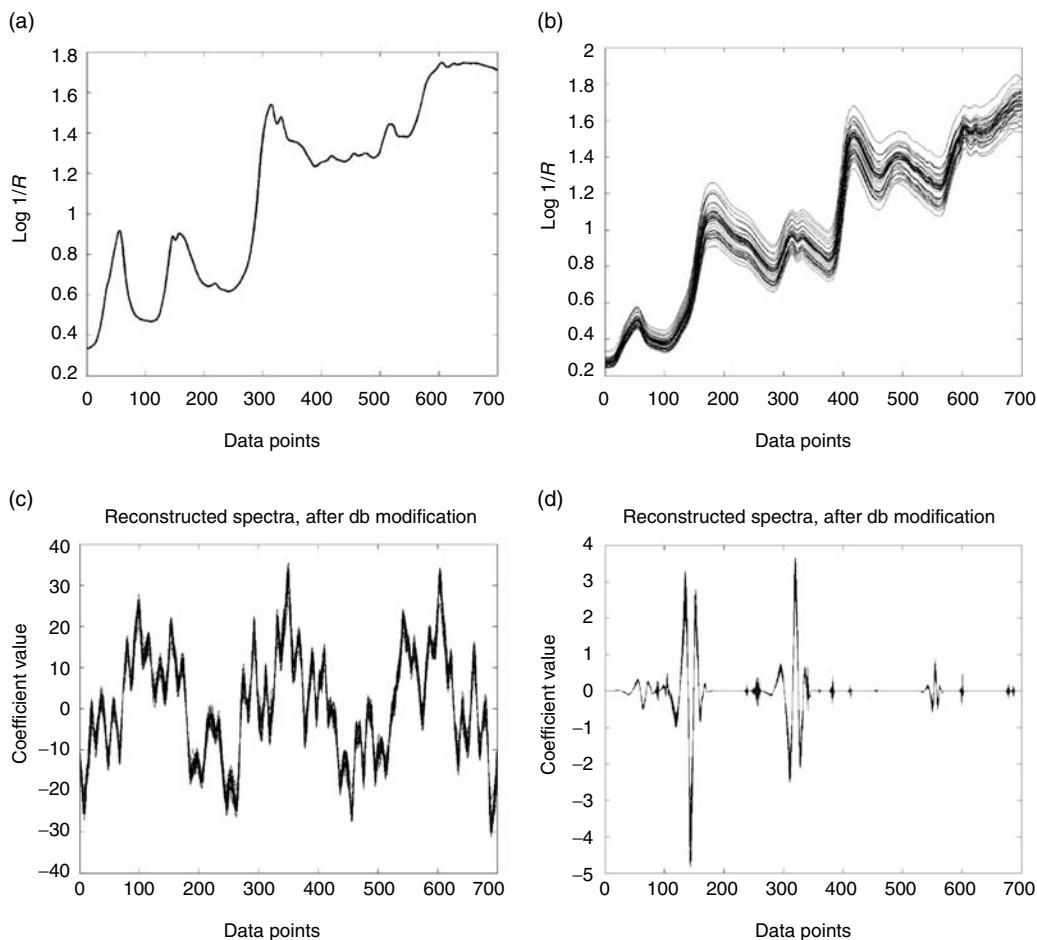 (a)
1.8
1.6
1.4
1.2
1
0.8
0.6
0.4
0.2
Log 1/R
0 100 200 300 400 500 600 700
Data points
(b)
2
1.8
1.6
1.4
1.2
1
0.8
0.6
0.4
0.2
Log 1/R
0 100 200 300 400 500 600 700
Data points
(c)
Reconstructed spectra, after db modification
40
30
20
10
0
−10
−20
−30
−40
Coefficient value
0 100 200 300 400 500 600 700
Data points
(d)
Reconstructed spectra, after db modification
4
3
2
1
0
−1
−2
−3
−4
−5
Coefficient value
0 100 200 300 400 500 600 700
Data points